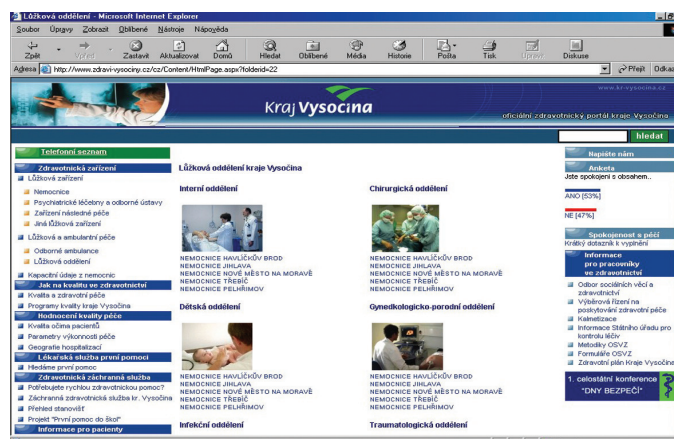 Lůžková oddělení - Microsoft Internet Explorer
Soubor Úpravy Zobrazit Oblíbené Nástroje Nápověda
Zpět Vpřed Zastavit Aktualizovat Domů Hledat Oblíbené Média Historie Pošta Tisk Upravit Diskuse
Adresa http://www.zdravi-vysociny.cz/cz/Content/HtmlPage.aspx?folderid=22 Přejít Odkaz
www.kr-vysocina.cz
Kraj Vysočina
oficiální zdravotnický portál kraje Vysočina
hledat
Telefonní seznam
Zdravotnická zařízení
Lůžková zařízení
Nemocnice
Psychiatrické léčebny a odborné ústavy
Zařízení následné péče
Jiná lůžková zařízení
Lůžková a ambulantní péče
Odborné ambulance
Lůžková oddělení
Kapacitní údaje z nemocnic
Jak na kvalitu ve zdravotnictví
Kvalita a zdravotní péče
Programy kvality kraje Vysočina
Hodnocení kvality péče
Kvalita očima pacientů
Parametry výkonnosti péče
Geografie hospitalizací
Lékařská služba první pomoci
Hledáme první pomoc
Zdravotnická záchranná služba
Potřebujete rychlou zdravotnickou pomoc?
Záchranná zdravotnická služba kr. Vysočina
Přehled stanovišť
Projekt "První pomoc do škol"
Informace pro pacienty
Lůžková oddělení kraje Vysočina
Interní oddělení
NEMOCNICE HAVLÍČKŮV BROD
NEMOCNICE JIHLAVA
NEMOCNICE NOVÉ MĚSTO NA MORAVĚ
NEMOCNICE TŘEBÍČ
NEMOCNICE PELHŘIMOV
Chirurgická oddělení
NEMOCNICE HAVLÍČKŮV BROD
NEMOCNICE JIHLAVA
NEMOCNICE NOVÉ MĚSTO NA MORAVĚ
NEMOCNICE TŘEBÍČ
NEMOCNICE PELHŘIMOV
Dětská oddělení
NEMOCNICE HAVLÍČKŮV BROD
NEMOCNICE JIHLAVA
NEMOCNICE NOVÉ MĚSTO NA MORAVĚ
NEMOCNICE TŘEBÍČ
NEMOCNICE PELHŘIMOV
Gynedkologicko-porodní oddělení
NEMOCNICE HAVLÍČKŮV BROD
NEMOCNICE JIHLAVA
NEMOCNICE NOVÉ MĚSTO NA MORAVĚ
NEMOCNICE TŘEBÍČ
NEMOCNICE PELHŘIMOV
Infekční oddělení
Traumatologická oddělení
Napište nám
Anketa
Jste spokojeni s obsahem..
ANO [53%]
NE [47%]
Spokojenost s péčí
Krátký dotazník k vyplnění
Informace
pro pracovníky
ve zdravotnictví
Odbor sociálních věcí a
zdravotnictví
Výběrová řízení na
poskytování zdravotní péče
Kalmetizace
Informace Státního úřadu pro
kontrolu léčiv
Metodiky OSVZ
Formuláře OSVZ
Zdravotní plán Kraje Vysočina
1. celostátní konference
"DNY BEZPEČÍ"